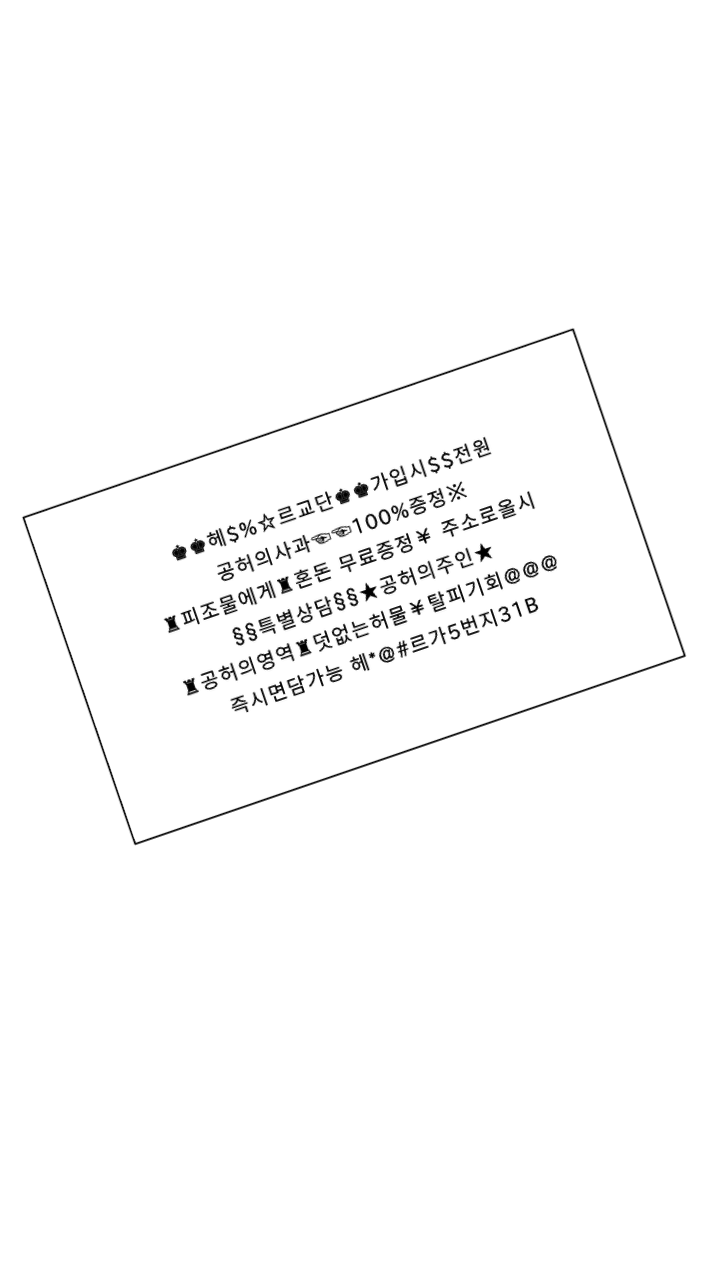 ♚♚헤$%☆르교단♚♚가입시$$전원
공허의사과☜☜100%증정※
♜피조물에게♜혼돈 무료증정¥ 주소로올시
§§특별상담§§★공허의주인★
♜공허의영역♜덧없는허물¥탈피기회@@@
즉시면담가능 헤*@#르가5번지31B